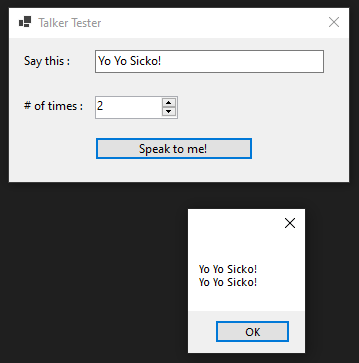 Talker Tester
Say this :
Yo Yo Sicko!
# of times :
2
Speak to me!
Yo Yo Sicko!
Yo Yo Sicko!
OK